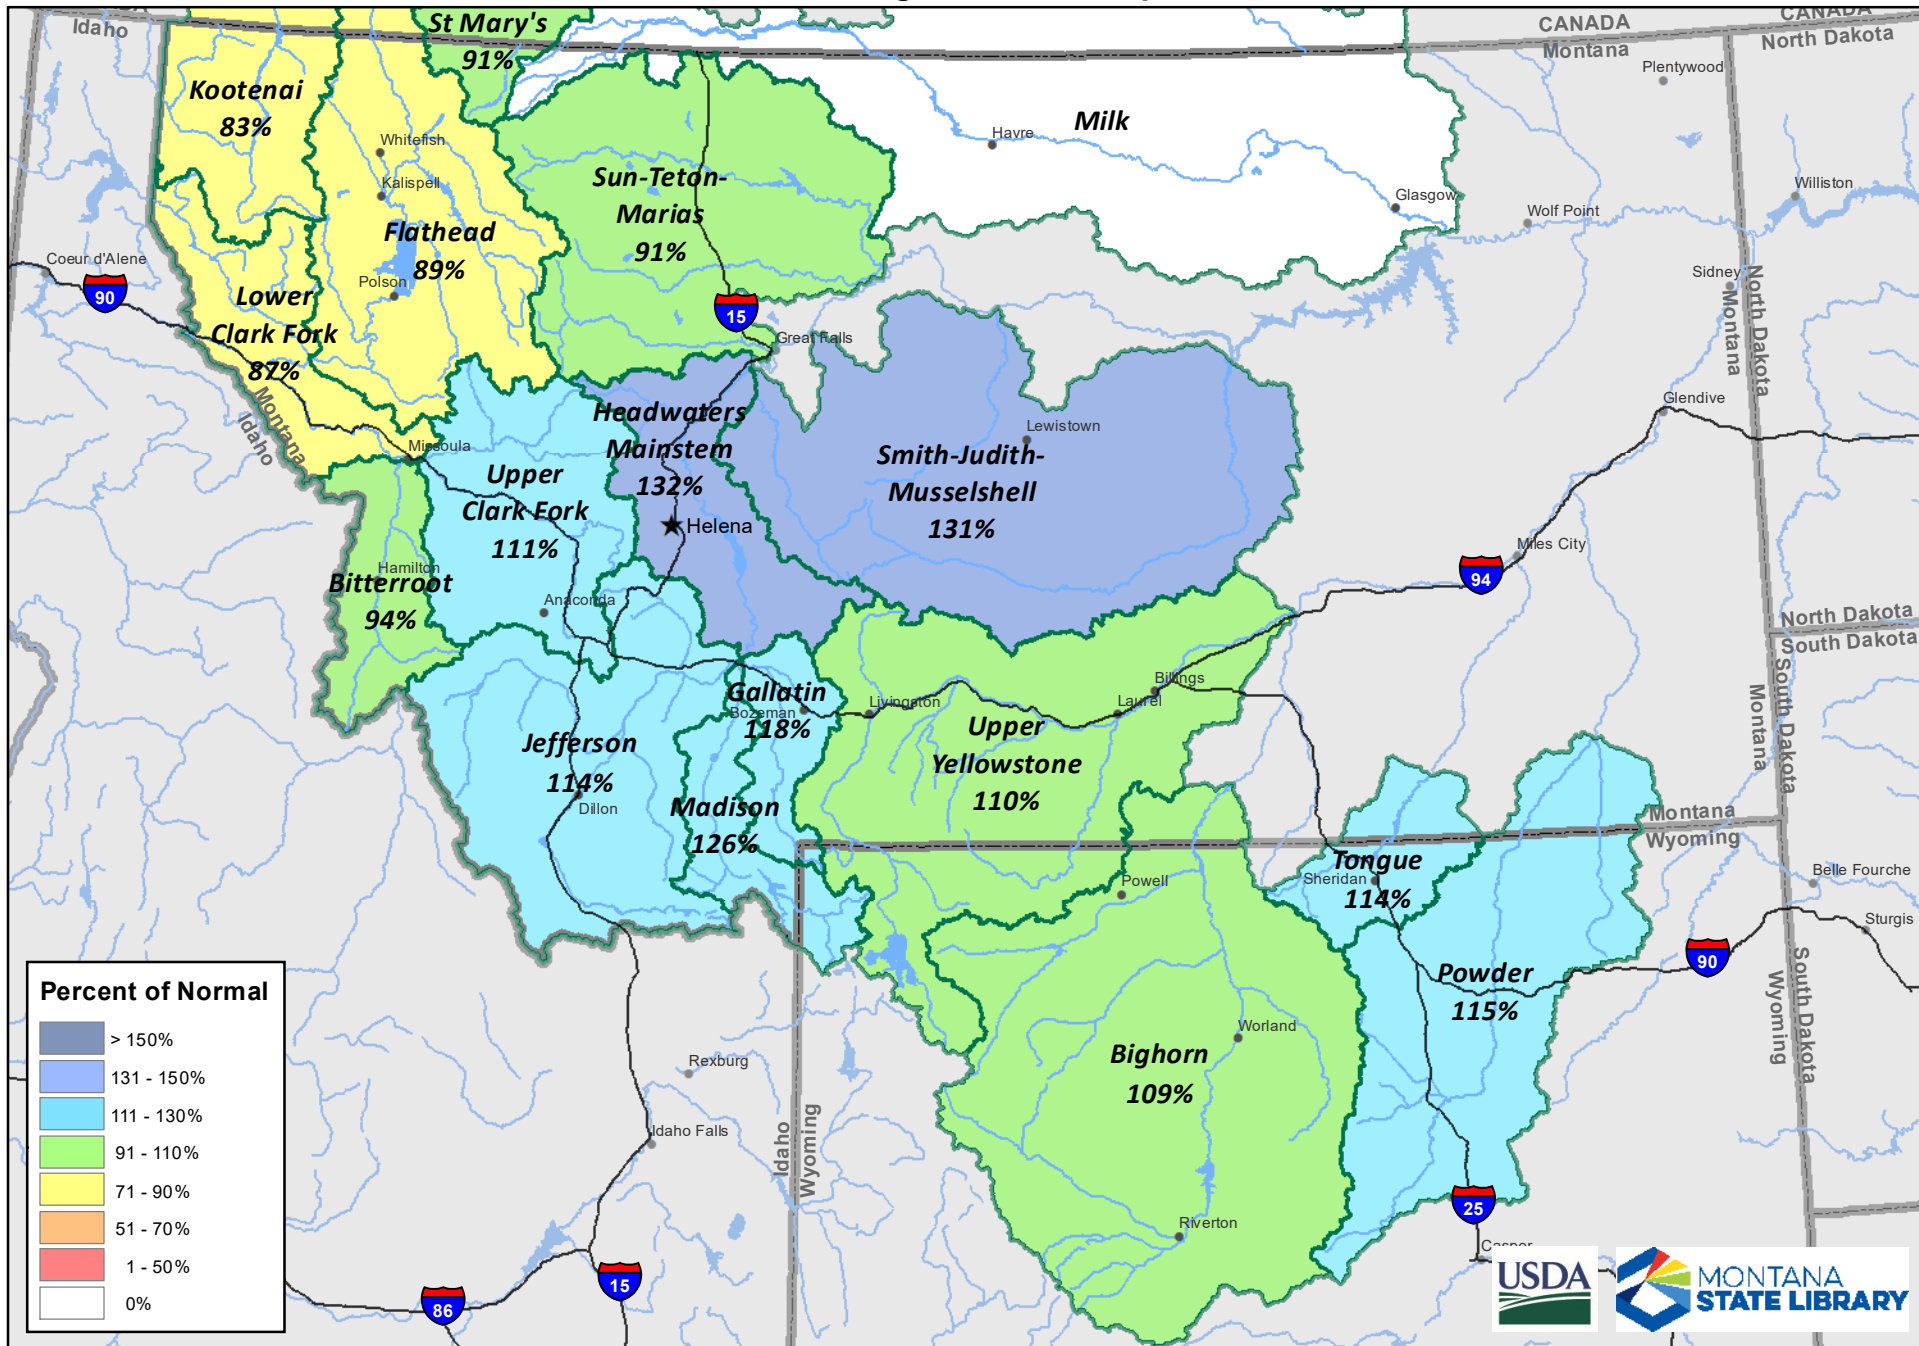 Idaho
St Mary's
91%
CANADA
Montana
CANADA
North Dakota
Plentywood
Kootenai
83%
Whitefish
Kalispell
Flathead
89%
Polson
Sun-Teton-
Marias
91%
Havre
Milk
Glasgow
Wolf Point
Williston
Sidney
Montana
North Dakota
Coeur d'Alene
90
Lower
Clark Fork
87%
Montana
Idaho
15
Great Falls
Headwaters
Mainstem
132%
Helena
Lewistown
Smith-Judith-
Musselshell
131%
Glendive
Missoula
Upper
Clark Fork
111%
Anaconda
Hamilton
Bitterroot
94%
94
Miles City
North Dakota
South Dakota
Gallatin
Bozeman
118%
Livingston
Billings
Laurel
Upper
Yellowstone
110%
Montana
South Dakota
Jefferson
114%
Dillon
Madison
126%
Montana
Wyoming
Tongue
Sheridan
114%
Belle Fourche
Sturgis
Powell
90
Powder
115%
South Dakota
Wyoming
Worland
Bighorn
109%
Rexburg
Idaho Falls
Idaho
Wyoming
Riverton
25
Casper
15
86
Percent of Normal
> 150%
131 - 150%
111 - 130%
91 - 110%
71 - 90%
51 - 70%
1 - 50%
0%
USDA
MONTANA
STATE LIBRARY